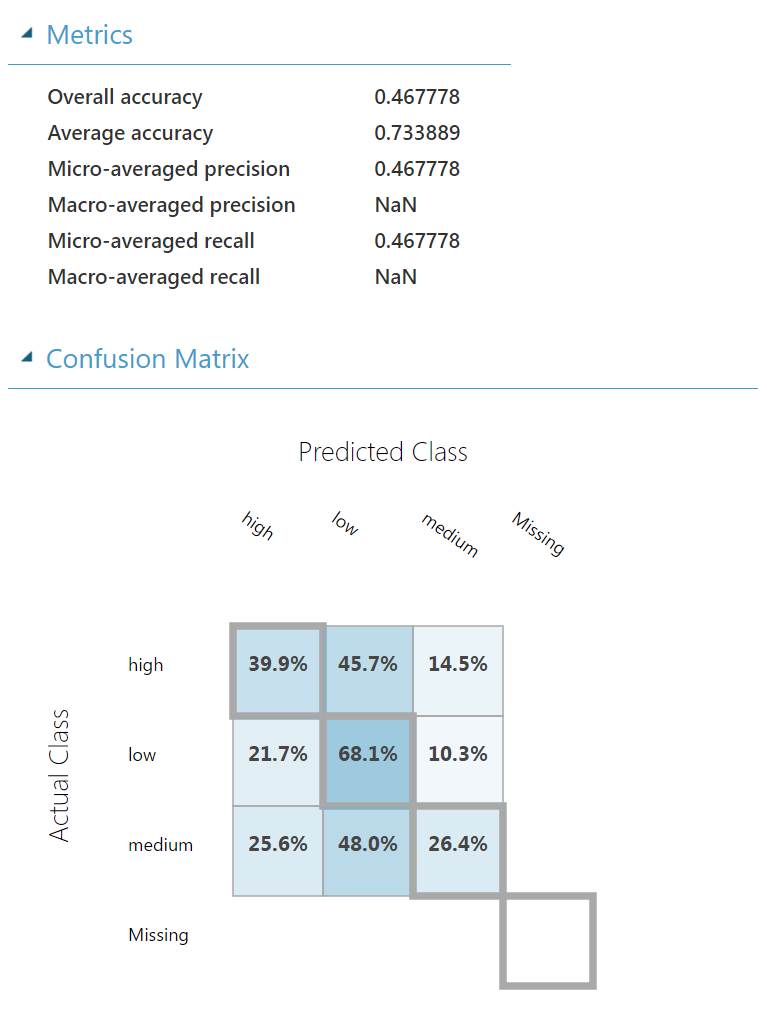 Metrics
Overall accuracy 0.467778
Average accuracy 0.733889
Micro-averaged precision 0.467778
Macro-averaged precision NaN
Micro-averaged recall 0.467778
Macro-averaged recall NaN
Confusion Matrix
Predicted Class
high low medium Missing
Actual Class
high 39.9% 45.7% 14.5%
low 21.7% 68.1% 10.3%
medium 25.6% 48.0% 26.4%
Missing